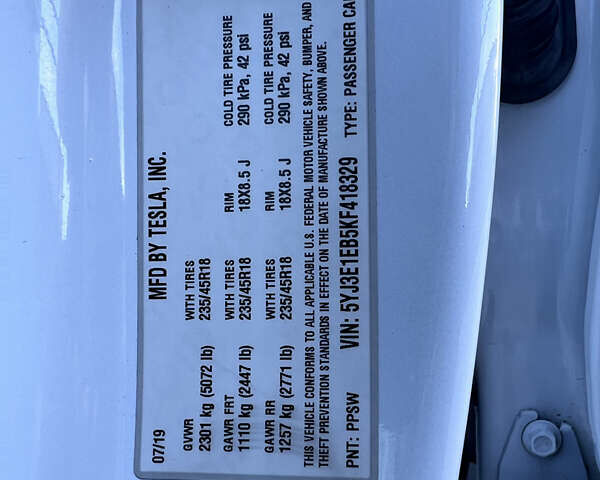 07/19 MFD BY TESLA, INC.
GVWR WITH TIRES RIM COLD TIRE PRESSURE
2301 kg (5072 lb) 235/45R18 18X8.5 J 290 kPa, 42 psi
GAWR FRT WITH TIRES RIM COLD TIRE PRESSURE
1110 kg (2447 lb) 235/45R18 18X8.5 J 290 kPa, 42 psi
GAWR RR WITH TIRES
1257 kg (2771 lb) 235/45R18
THIS VEHICLE CONFORMS TO ALL APPLICABLE U.S. FEDERAL MOTOR VEHICLE SAFETY, BUMPER, AND
THEFT PREVENTION STANDARDS IN EFFECT ON THE DATE OF MANUFACTURE SHOWN ABOVE.
PNT: PPSW VIN: 5YJ3E1EB5KF418329 TYPE: PASSENGER CA